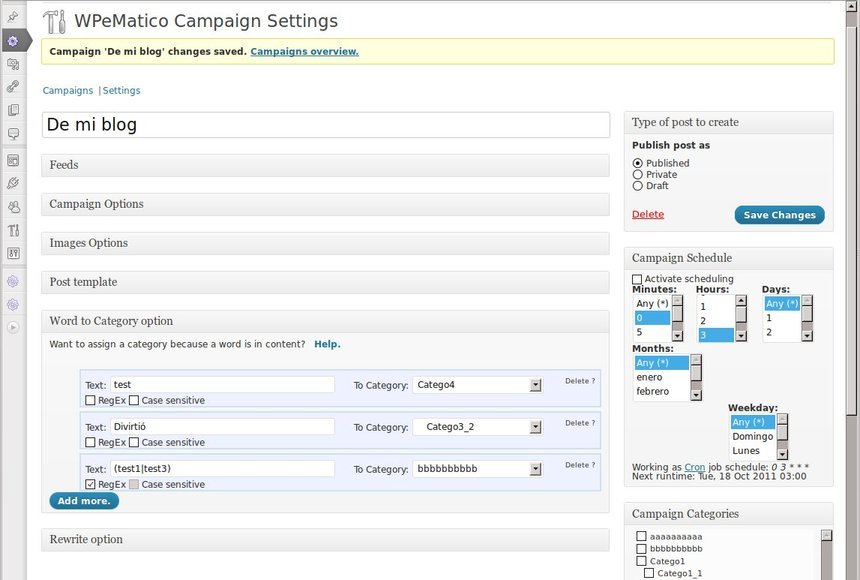 WPeMatico Campaign Settings
Campaign 'De mi blog' changes saved. Campaigns overview.
Campaigns | Settings
De mi blog
Feeds
Campaign Options
Images Options
Post template
Word to Category option
Want to assign a category because a word is in content? Help.
Text: test To Category: Catego4 Delete ?
RegEx Case sensitive
Text: Divirtió To Category: Catego3_2 Delete ?
RegEx Case sensitive
Text: (test1|test3) To Category: bbbbbbbbbb Delete ?
RegEx Case sensitive
Add more.
Rewrite option
Type of post to create
Publish post as
Published
Private
Draft
Delete Save Changes
Campaign Schedule
Activate scheduling
Minutes: Hours: Days:
Any (*) 1 Any (*)
0 2 1
5 3 2
Months:
Any (*)
enero
febrero
Weekday:
Any (*)
Domingo
Lunes
Working as Cron job schedule: 0 3 * * *
Next runtime: Tue, 18 Oct 2011 03:00
Campaign Categories
aaaaaaaaaa
bbbbbbbbbb
Catego1
Catego1_1